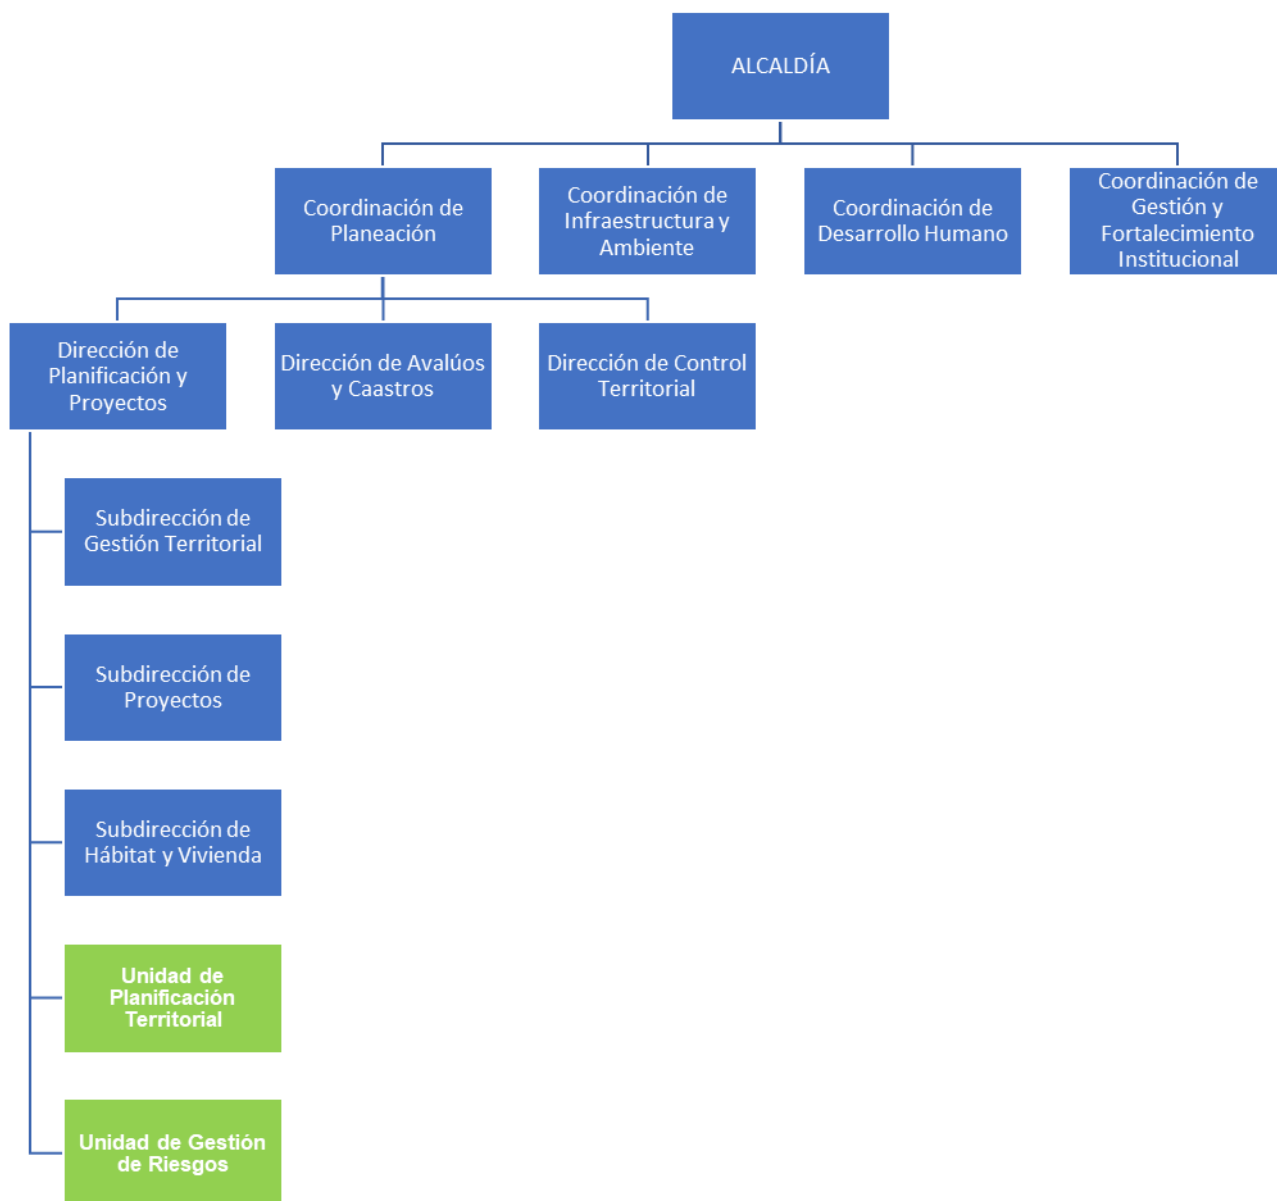 ALCALDÍA
Coordinación de
Planeación
Coordinación de
Infraestructura y
Ambiente
Coordinación de
Desarrollo Humano
Coordinación de
Gestión y
Fortalecimiento
Institucional
Dirección de
Planificación y
Proyectos
Dirección de Avalúos
y Caastros
Dirección de Control
Territorial
Subdirección de
Gestión Territorial
Subdirección de
Proyectos
Subdirección de
Hábitat y Vivienda
Unidad de
Planificación
Territorial
Unidad de Gestión
de Riesgos